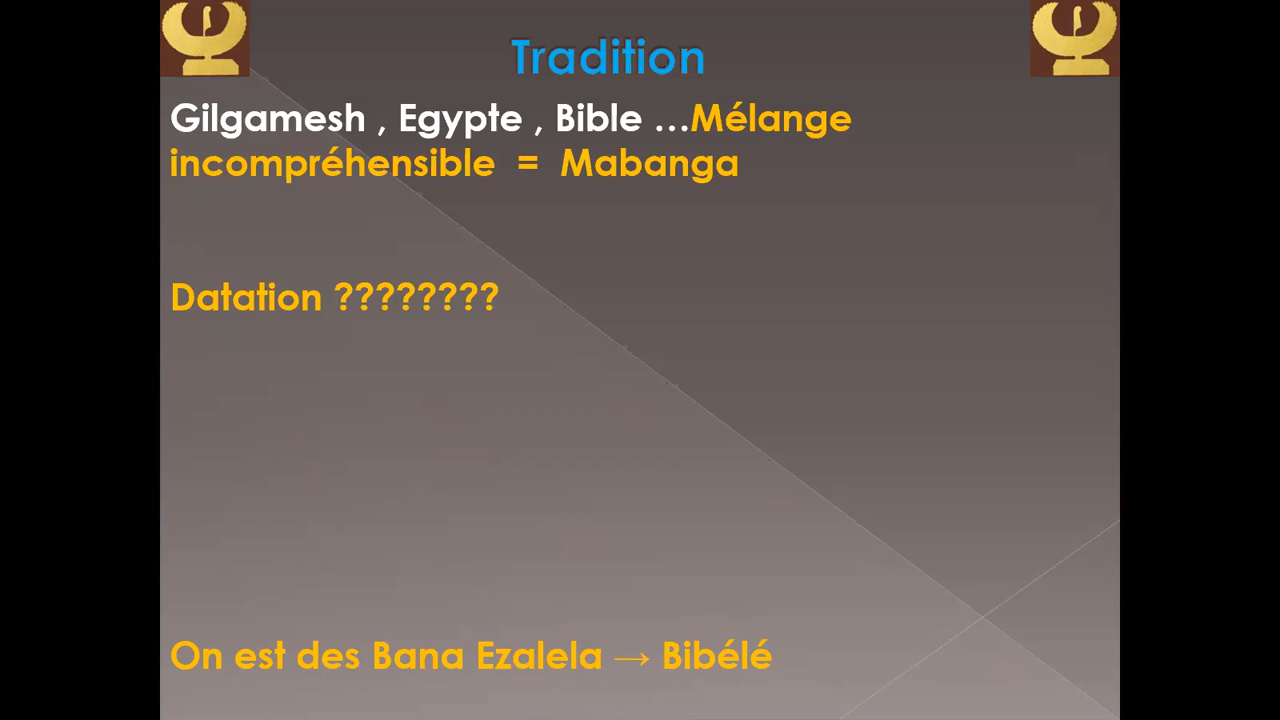 Tradition
Gilgamesh , Egypte , Bible …Mélange
incompréhensible = Mabanga
Datation ????????
On est des Bana Ezalela → Bibélé